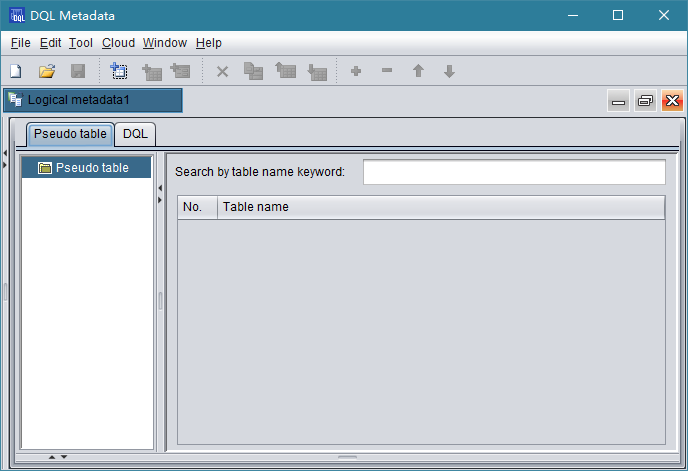 DQL DQL Metadata
File Edit Tool Cloud Window Help
Logical metadata1
Pseudo table DQL
Pseudo table
Search by table name keyword:
No. Table name